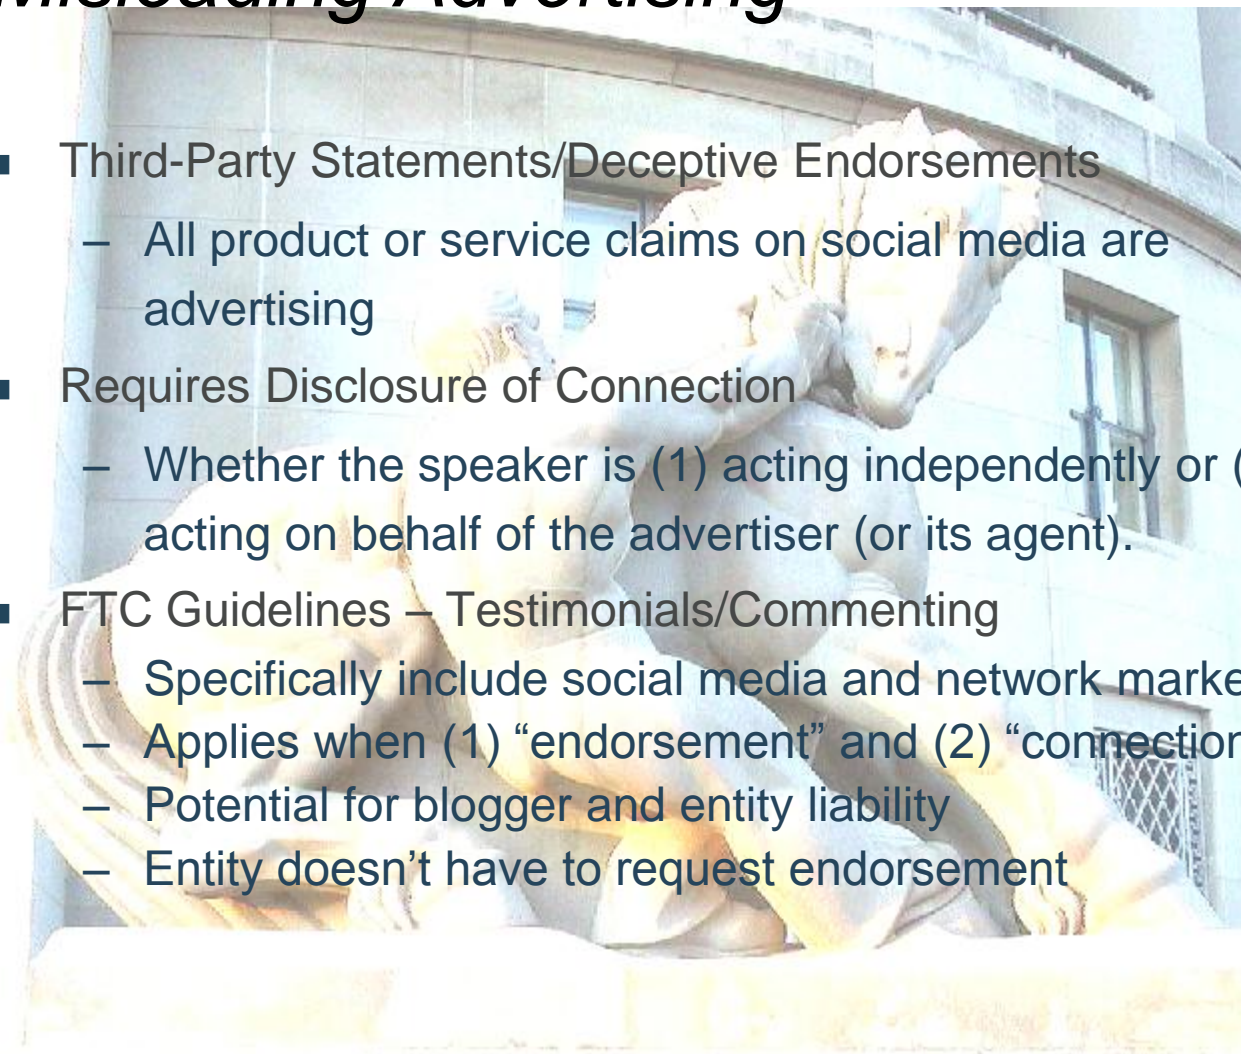 Misleading Advertising
▪ Third-Party Statements/Deceptive Endorsements
– All product or service claims on social media are
advertising
▪ Requires Disclosure of Connection
– Whether the speaker is (1) acting independently or (
acting on behalf of the advertiser (or its agent).
▪ FTC Guidelines – Testimonials/Commenting
– Specifically include social media and network
– Applies when (1) “endorsement” and (2) “connection
– Potential for blogger and entity liability
– Entity doesn’t have to request endorsement